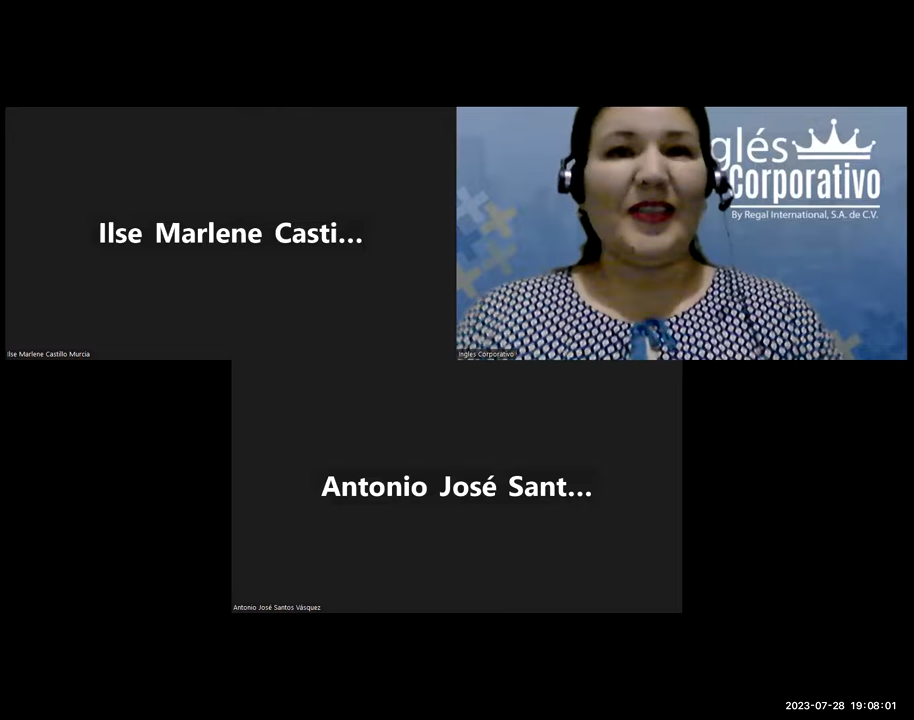 Ilse Marlene Casti...
Ilse Marlene Castillo Murcia
glés
Corporativo
By Regal International, S.A. de C.V.
Inglés Corporativo
Antonio José Sant...
Antonio José Santos Vásquez
2023-07-28 19:08:01